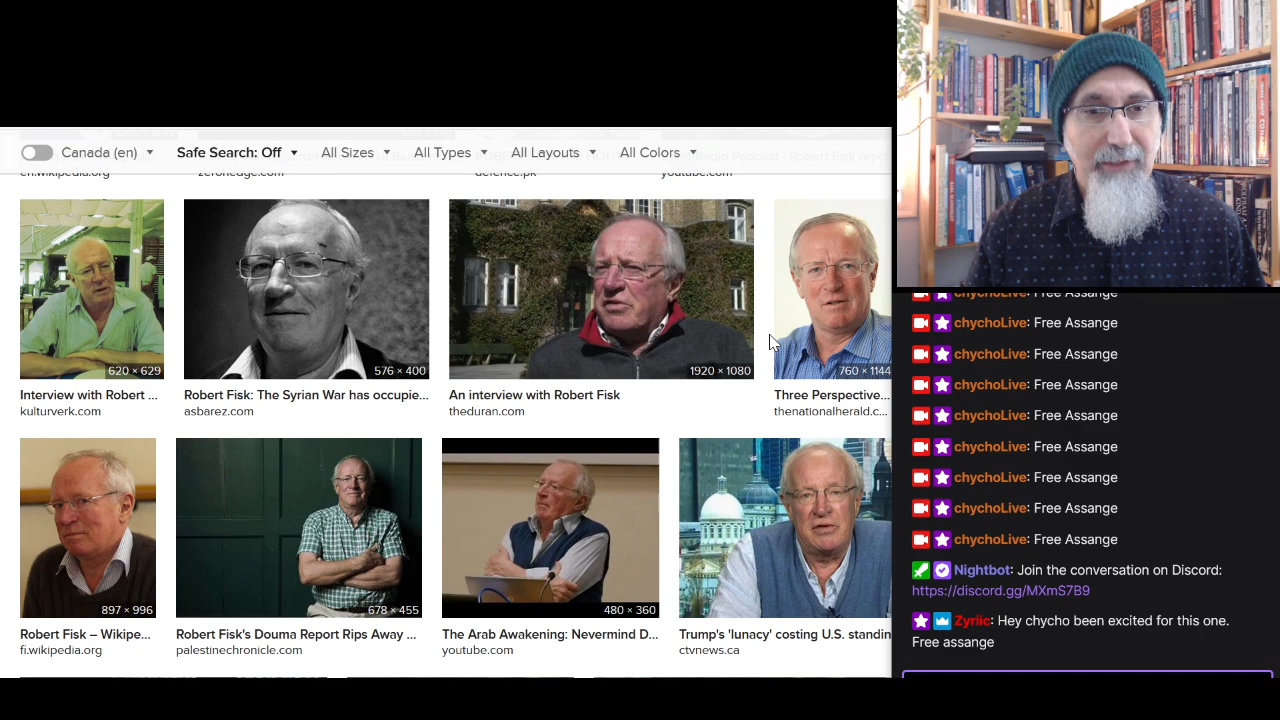 Canada (en)
Safe Search: Off
All Sizes
All Types
All Layouts
All Colors
en.wikipedia.org
zerohedge.com
defence.pk
youtube.com
620 × 629
576 × 400
1920 × 1080
760 × 1144
Interview with Robert ...
Robert Fisk: The Syrian War has occupie...
An interview with Robert Fisk
Three Perspective...
kulturverk.com
asbarez.com
theduran.com
thenationalherald.c...
897 × 996
678 × 455
480 × 360
Robert Fisk – Wikipe...
Robert Fisk's Douma Report Rips Away ...
The Arab Awakening: Nevermind D...
Trump's 'lunacy' costing U.S. standin
fi.wikipedia.org
palestinechronicle.com
youtube.com
ctvnews.ca
chychoLive: Free Assange
chychoLive: Free Assange
chychoLive: Free Assange
chychoLive: Free Assange
chychoLive: Free Assange
chychoLive: Free Assange
chychoLive: Free Assange
chychoLive: Free Assange
chychoLive: Free Assange
Nightbot: Join the conversation on Discord:
https://discord.gg/MXmS7B9
Zyriic: Hey chycho been excited for this one.
Free assange